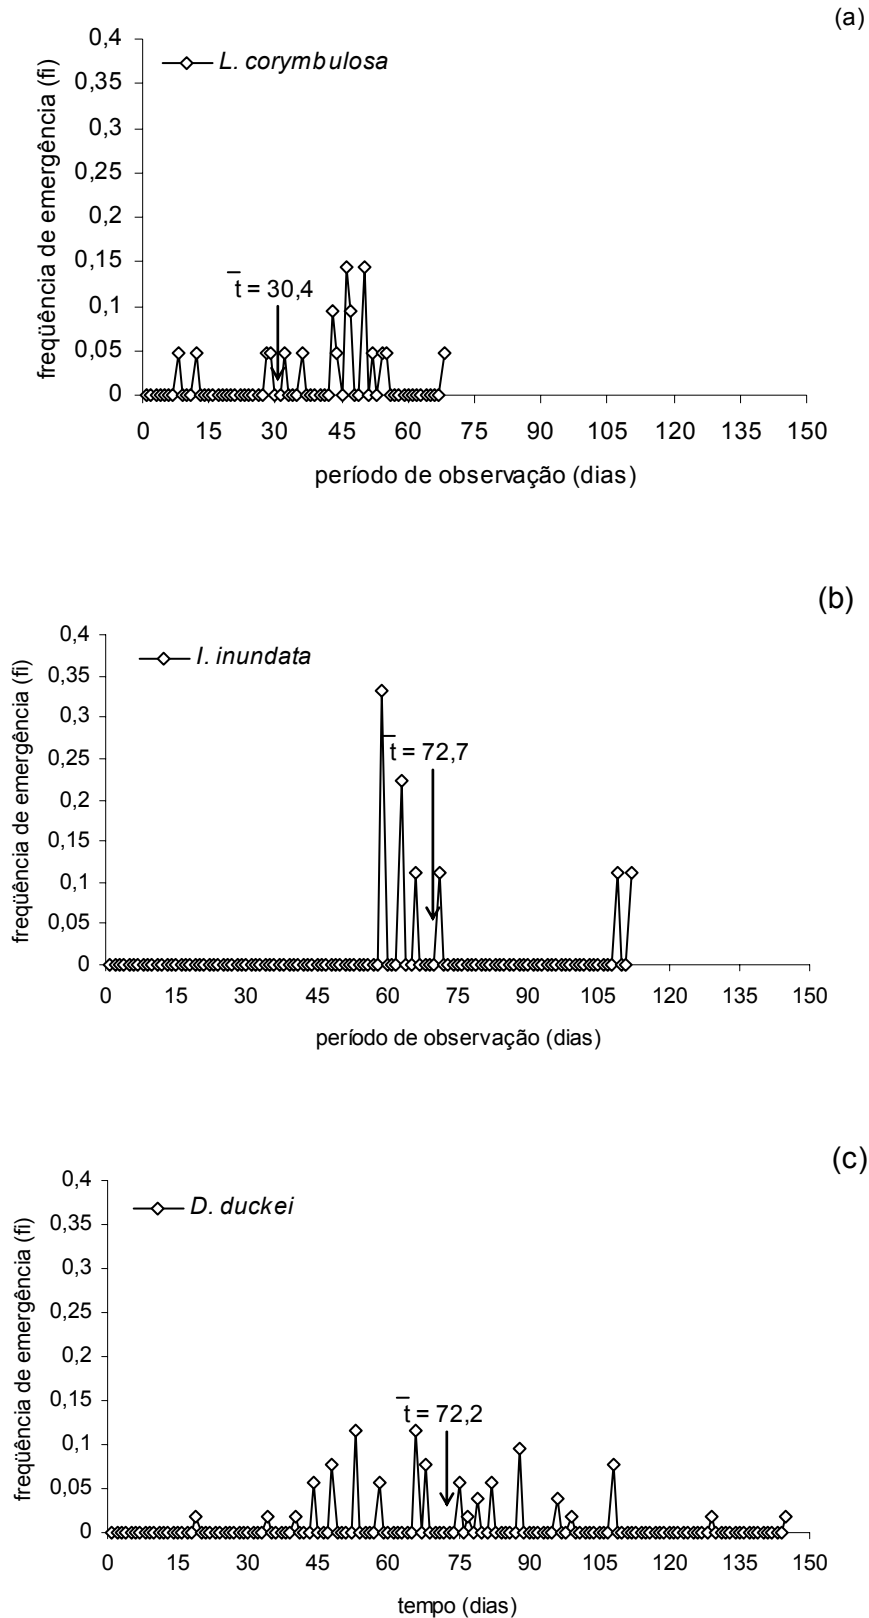 (a)
0,4
L. corymbulosa
0,35
0,3
0,25
0,2
0,15
t = 30,4
0,1
0,05
0
freqüência de emergência (fi)
0 15 30 45 60 75 90 105 120 135 150
período de observação (dias)
(b)
0,4
I. inundata
0,35
0,3
0,25
t = 72,7
0,2
0,15
0,1
0,05
0
freqüência de emergência (fi)
0 15 30 45 60 75 90 105 120 135 150
período de observação (dias)
(c)
0,4
D. duckei
0,35
0,3
0,25
0,2
0,15
t = 72,2
0,1
0,05
0
freqüência de emergência (fi)
0 15 30 45 60 75 90 105 120 135 150
tempo (dias)